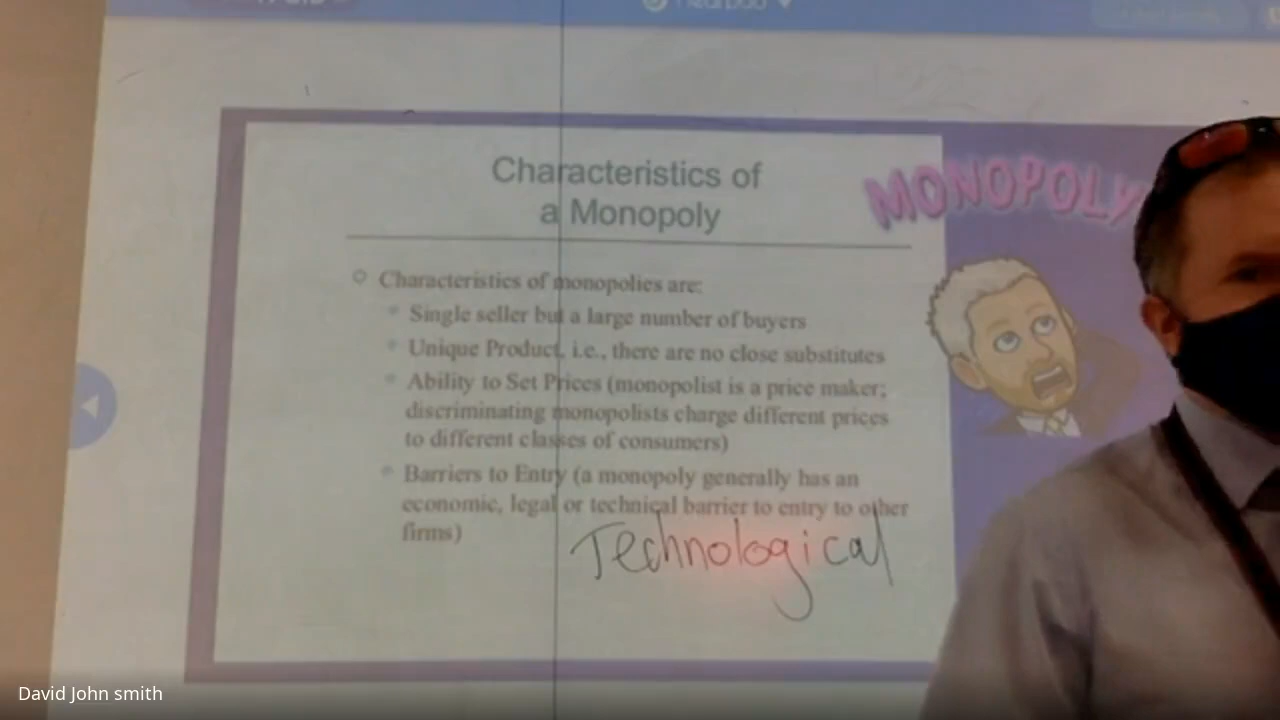 Characteristics of
a Monopoly
MONOPOLY
Characteristics of monopolies are:
Single seller but a large number of buyers
Unique Product, i.e., there are no close substitutes
Ability to Set Prices (monopolist is a price maker;
discriminating monopolists charge different prices
to different classes of consumers)
Barriers to Entry (a monopoly generally has an
economic, legal or technical barrier to entry to other
firms)
Technological
David John smith